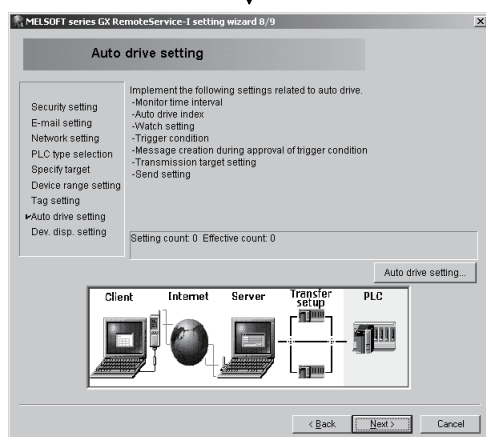 MELSOFT series GX RemoteService-I setting wizard 8/9
Auto drive setting
Security setting
E-mail setting
Network setting
PLC type selection
Specify target
Device range setting
Tag setting
Auto drive setting
Dev. disp. setting
Implement the following settings related to auto drive.
-Monitor time interval
-Auto drive index
-Watch setting
-Trigger condition
-Message creation during approval of trigger condition
-Transmission target setting
-Send setting
Setting count: 0 Effective count: 0
Auto drive setting...
Client Internet Server Transfer setup PLC
< Back Next > Cancel